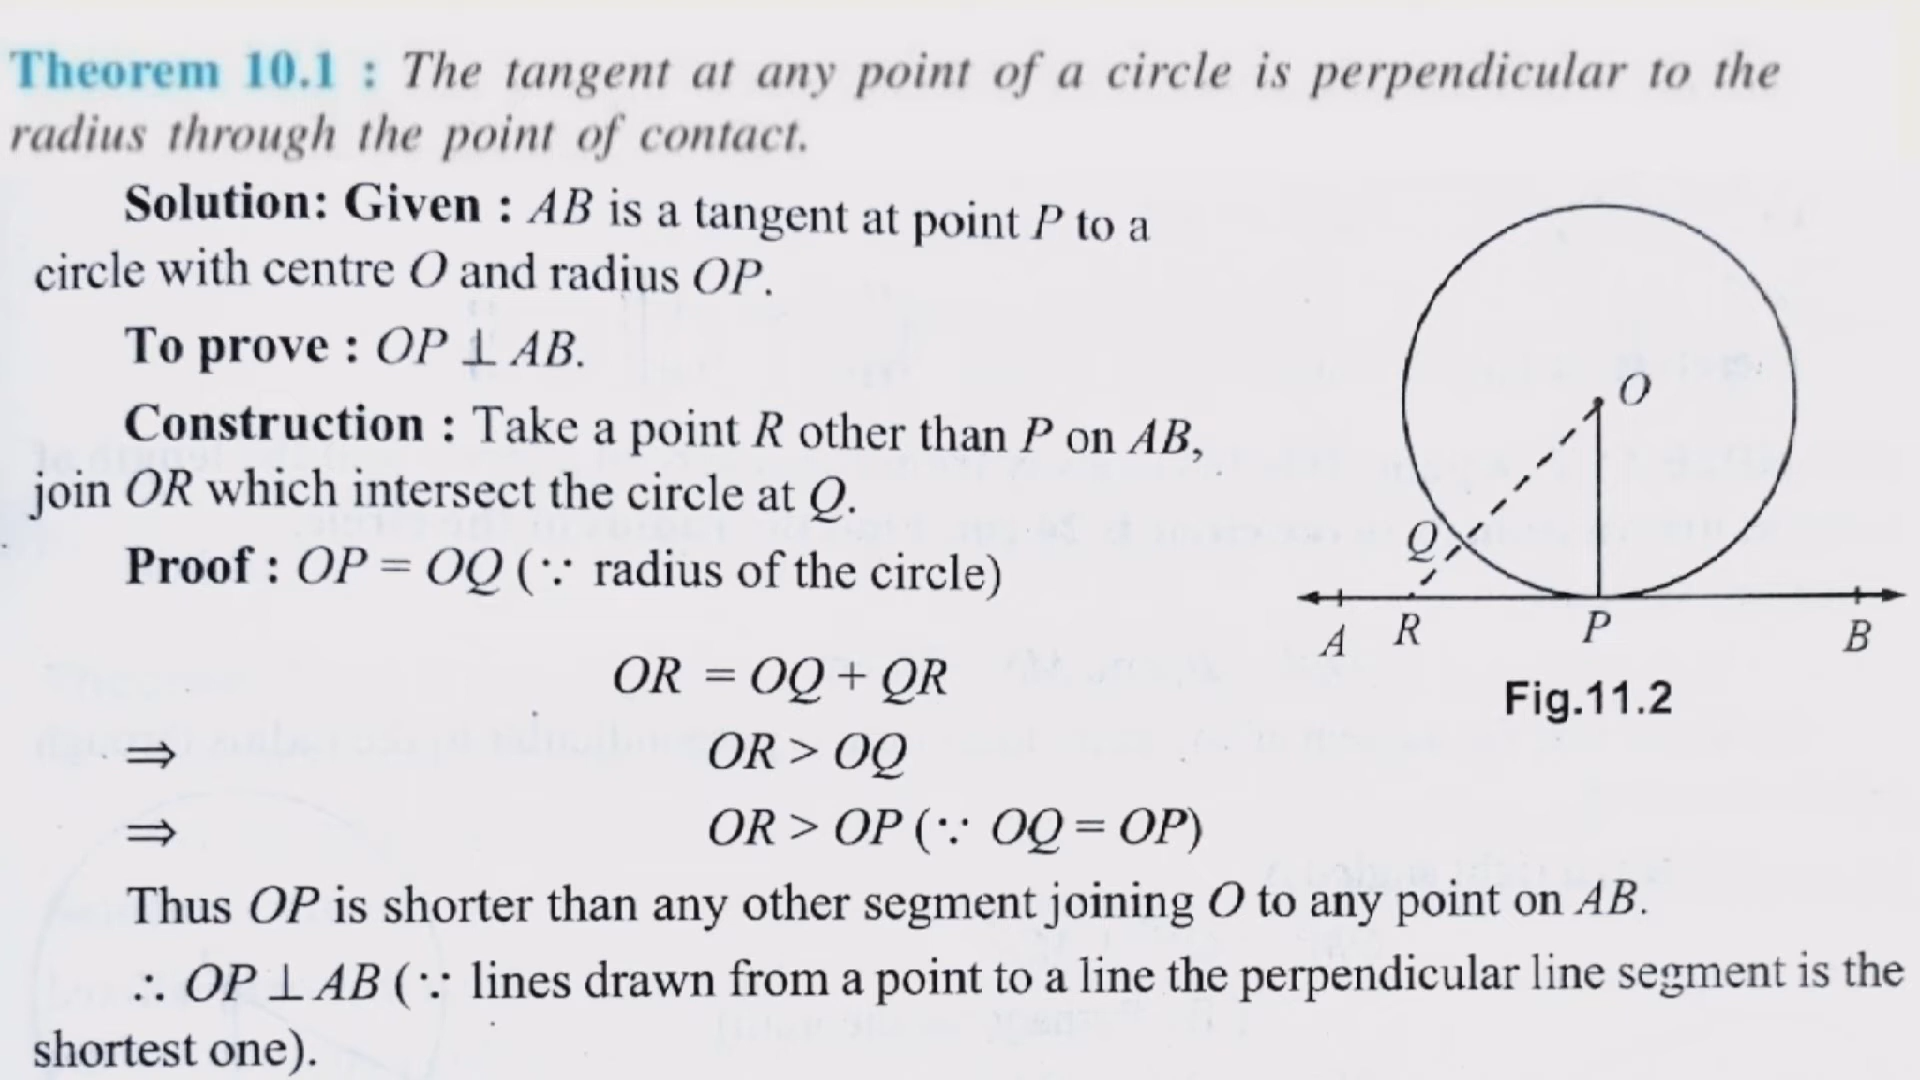 Theorem 10.1 : The tangent at any point of a circle is perpendicular to the
radius through the point of contact.
Solution: Given : AB is a tangent at point P to a
circle with centre O and radius OP.
To prove : OP ⊥ AB.
Construction : Take a point R other than P on AB,
join OR which intersect the circle at Q.
Proof : OP = OQ (∵ radius of the circle)
OR = OQ + QR
⇒ OR > OQ
⇒ OR > OP (∵ OQ = OP)
Thus OP is shorter than any other segment joining O to any point on AB.
∴ OP ⊥ AB (∵ lines drawn from a point to a line the perpendicular line segment is the
shortest one).
O
Q
A R P B
Fig.11.2